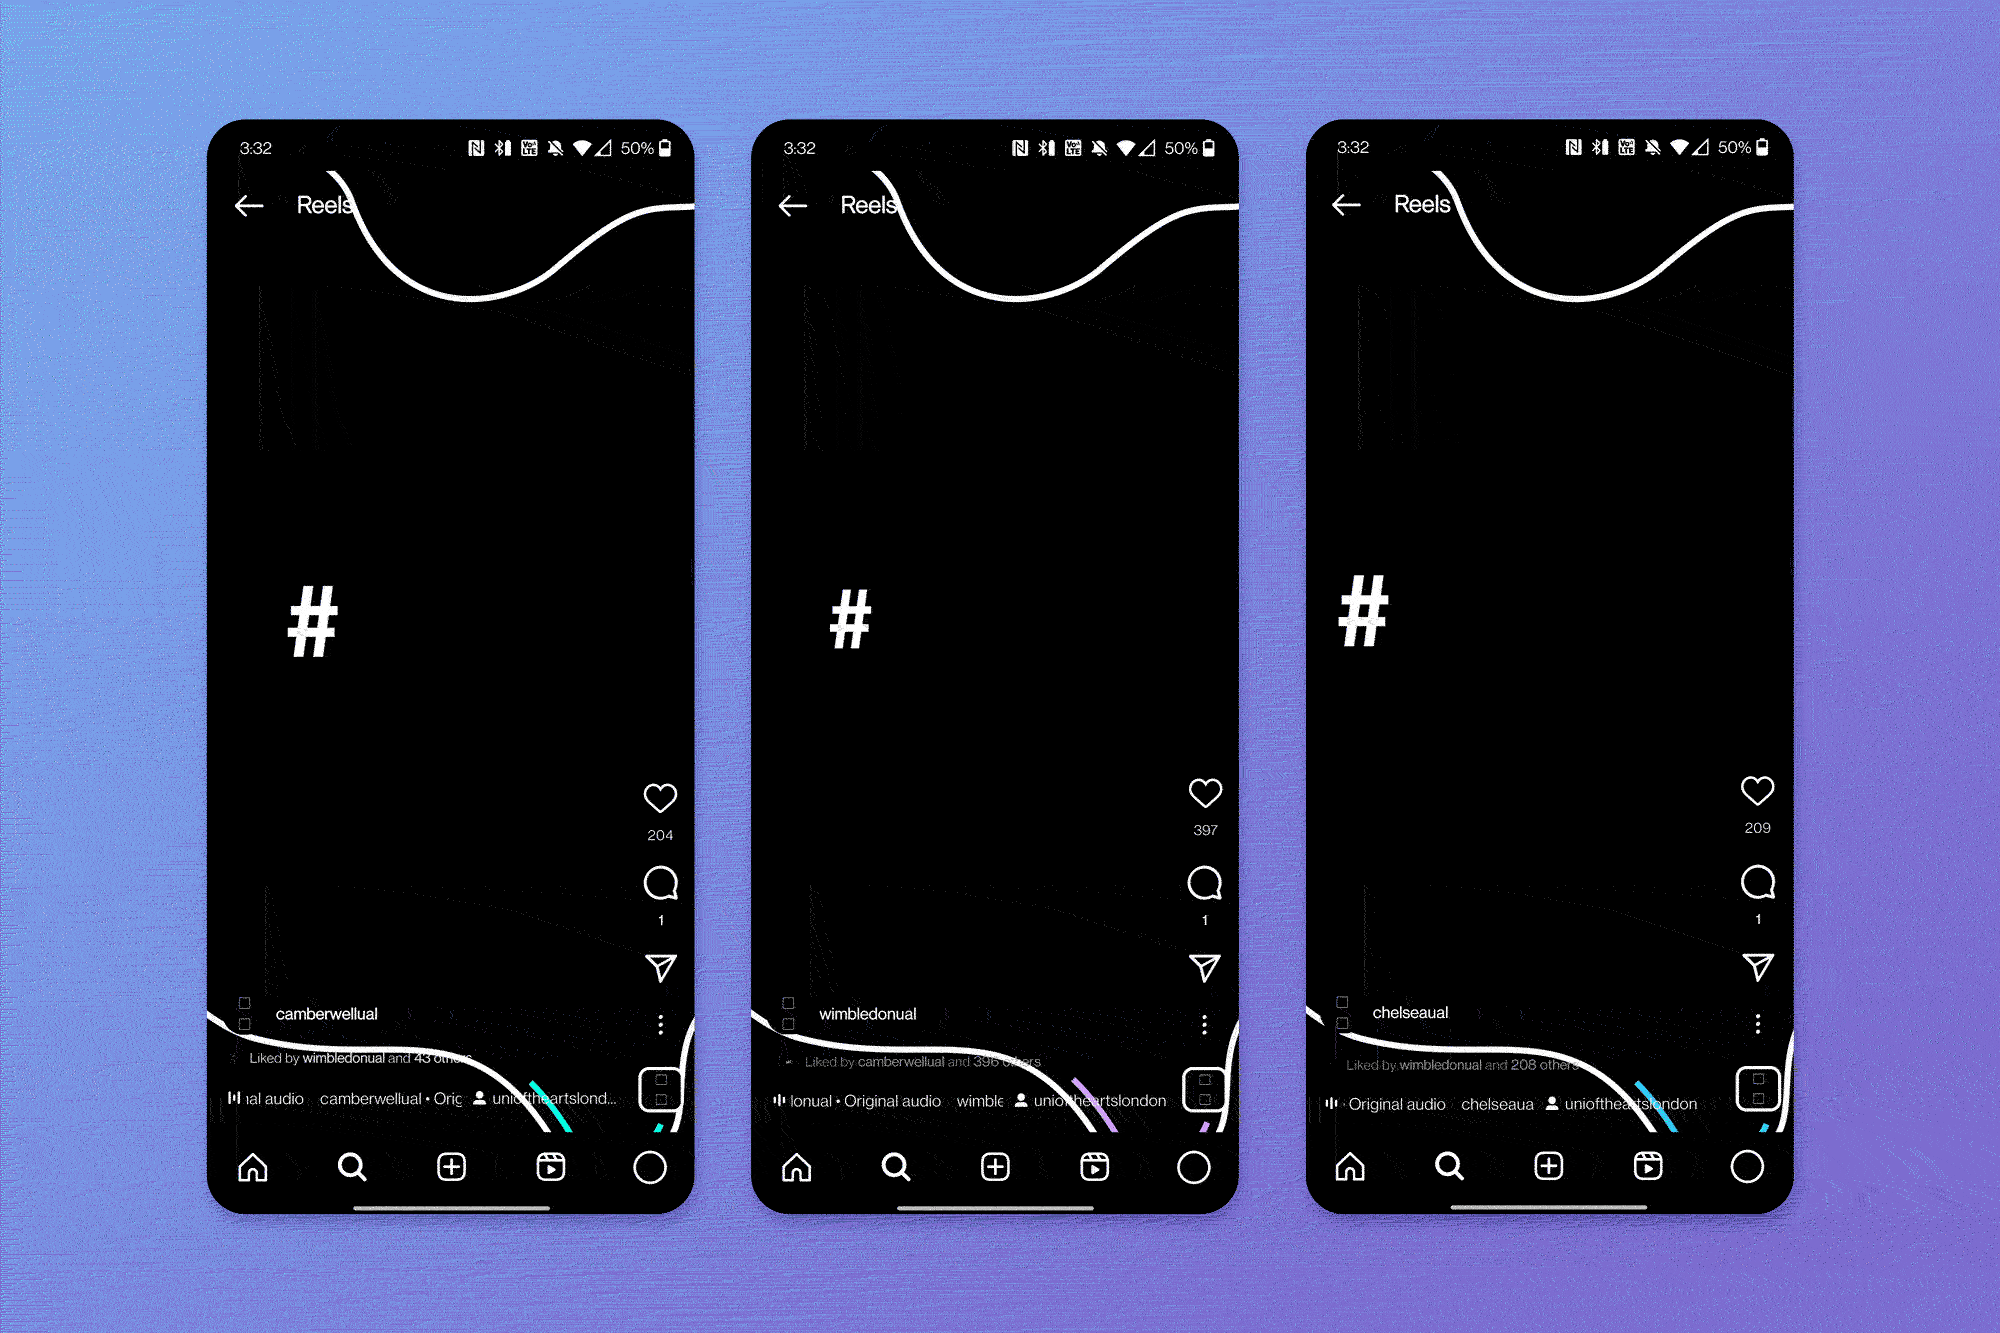 3:32 50%
Reels
#
204
1
camberwellual
Liked by wimbledonual and 43 others
ıal audio camberwellual • Orig unioftheartslond...
3:32 VoLTE 50%
Reels
#
397
1
wimbledonual
Liked by camberwellual and 396 others
lonual • Original audio wimble unioftheartslondon
3:32 50%
Reels
#
209
1
chelseaual
Liked by wimbledonual and 208 others
Original audio chelseaua unioftheartslondon